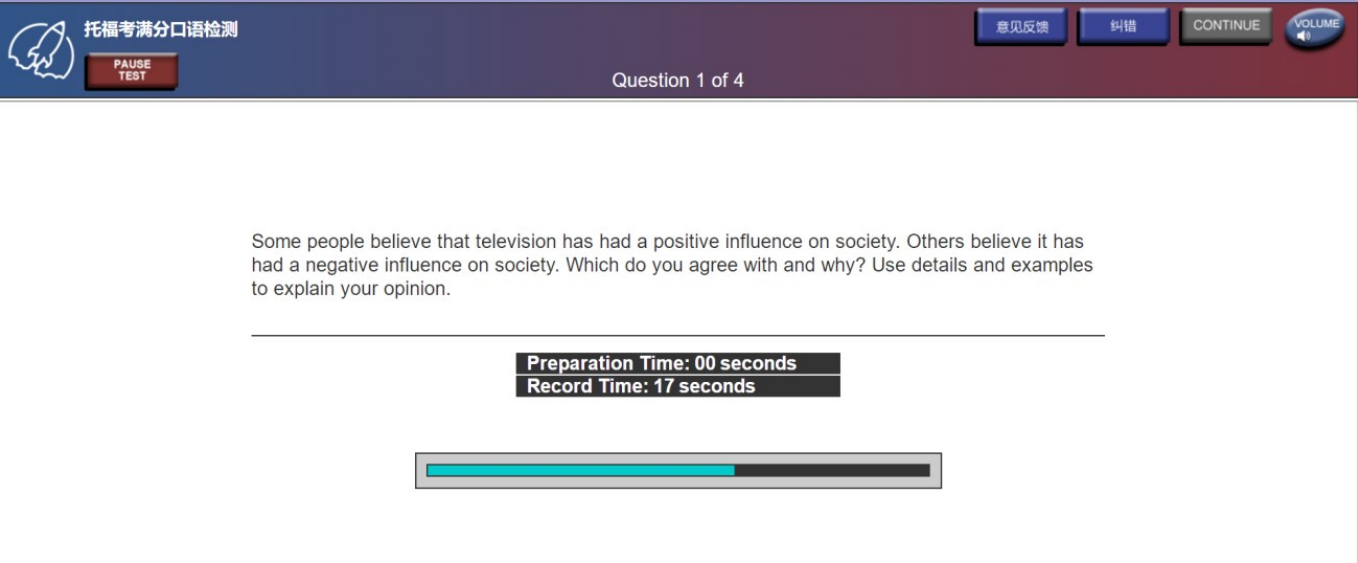 托福考满分口语检测
意见反馈
纠错
CONTINUE
VOLUME
PAUSE
TEST
Question 1 of 4
Some people believe that television has had a positive influence on society. Others believe it has
had a negative influence on society. Which do you agree with and why? Use details and examples
to explain your opinion.
Preparation Time: 00 seconds
Record Time: 17 seconds